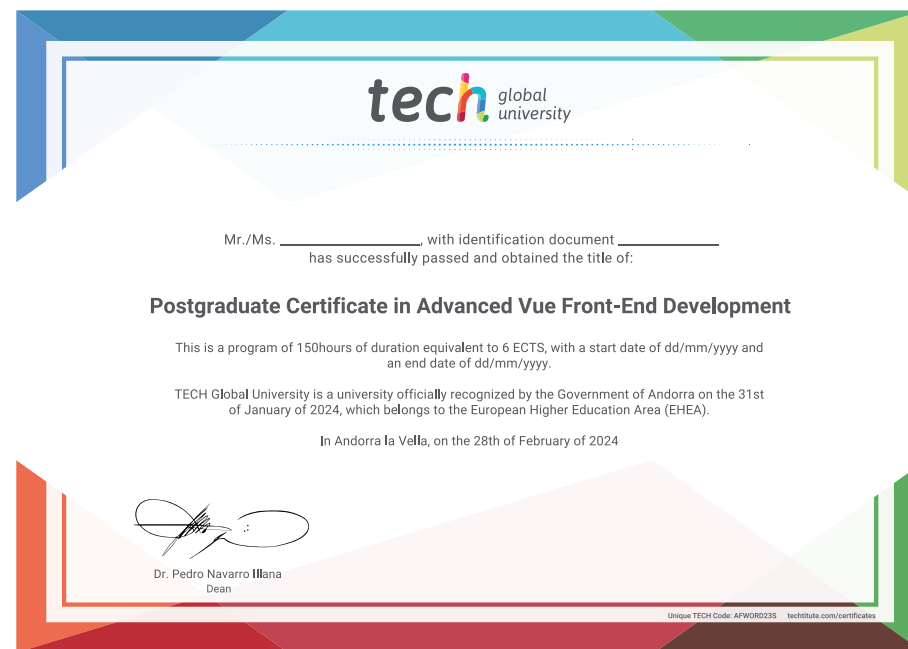 tech global
university
Mr./Ms. ____________________, with identification document ______________
has successfully passed and obtained the title of:
Postgraduate Certificate in Advanced Vue Front-End Development
This is a program of 150hours of duration equivalent to 6 ECTS, with a start date of dd/mm/yyyy and
an end date of dd/mm/yyyy.
TECH Global University is a university officially recognized by the Government of Andorra on the 31st
of January of 2024, which belongs to the European Higher Education Area (EHEA).
In Andorra la Vella, on the 28th of February of 2024
Dr. Pedro Navarro Illana
Dean
Unique TECH Code: AFWORD23S techtitute.com/certificates